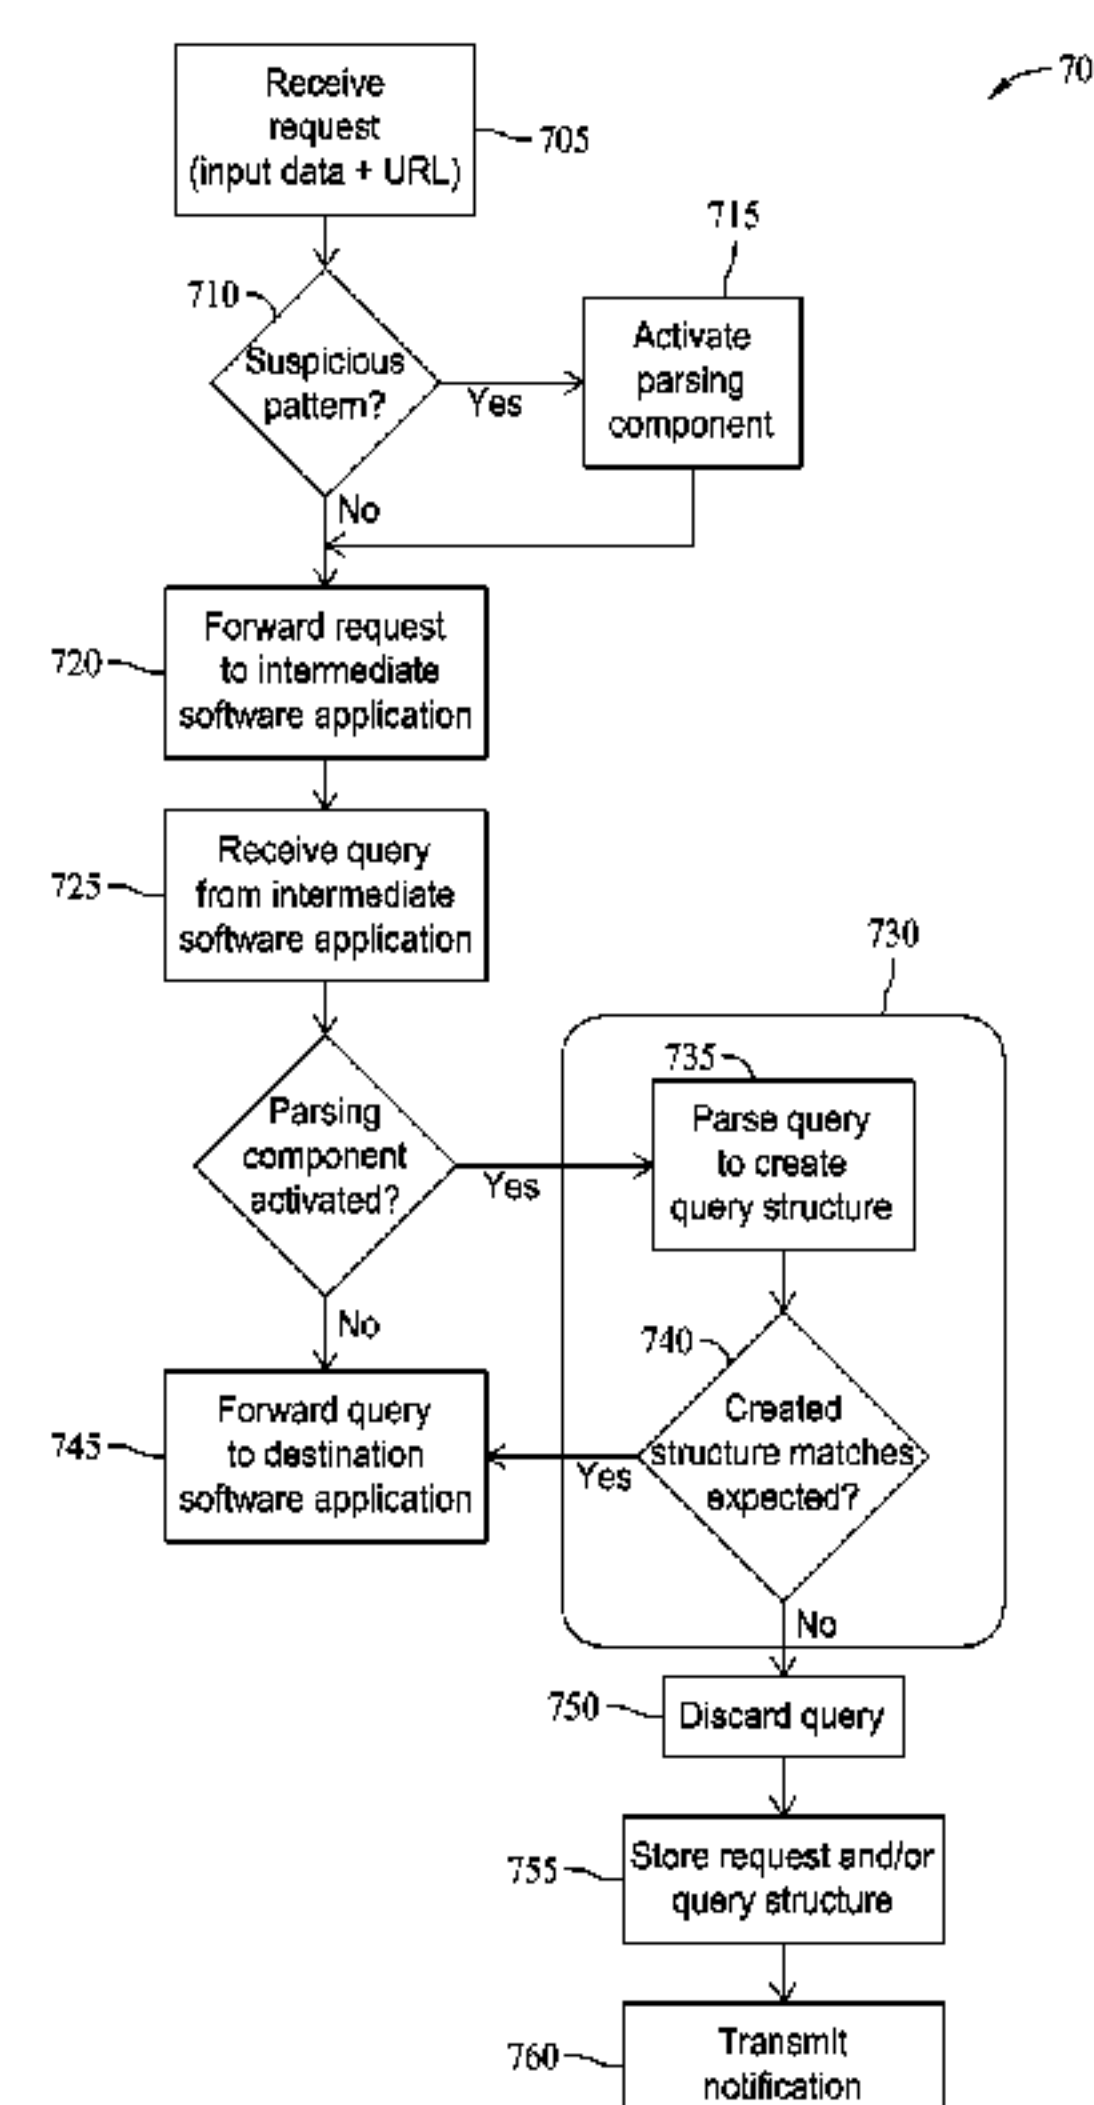 70
Receive
request
(input data + URL)
705
710
Suspicious
pattern?
Yes
No
715
Activate
parsing
component
720
Forward request
to intermediate
software application
725
Receive query
from intermediate
software application
Parsing
component
activated?
Yes
No
730
735
Parse query
to create
query structure
740
Created
structure matches
expected?
Yes
No
745
Forward query
to destination
software application
750
Discard query
755
Store request and/or
query structure
760
Transmit
notification